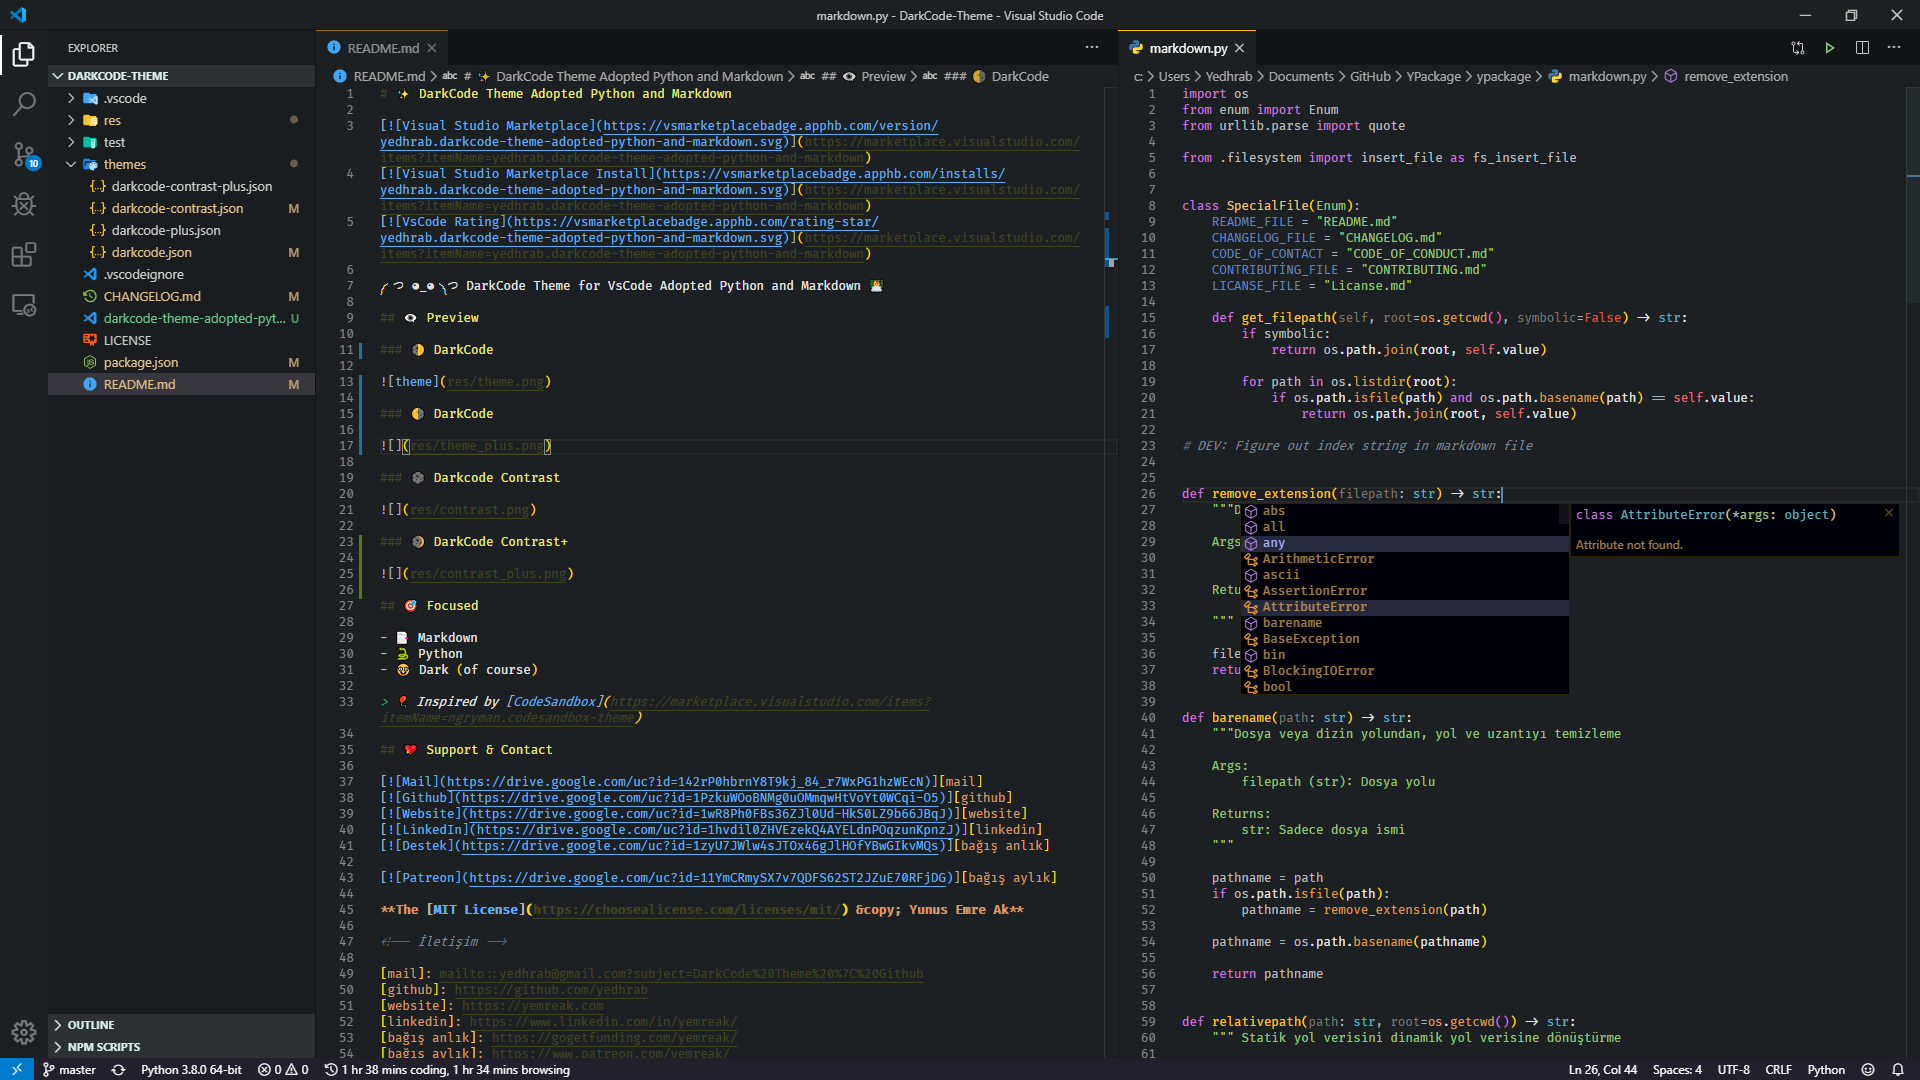 markdown.py - DarkCode-Theme - Visual Studio Code
EXPLORER
DARKCODE-THEME
.vscode
res
test
themes
darkcode-contrast-plus.json
darkcode-contrast.json M
darkcode-plus.json
darkcode.json M
.vscodeignore
CHANGELOG.md M
darkcode-theme-adopted-pyt... U
LICENSE
package.json M
README.md M
10
OUTLINE
NPM SCRIPTS
README.md
README.md > abc # ✨ DarkCode Theme Adopted Python and Markdown > abc ## 👁 Preview > abc ### 🌗 DarkCode
1 # ✨ DarkCode Theme Adopted Python and Markdown
2
3 [![Visual Studio Marketplace](https://vsmarketplacebadge.apphb.com/version/
yedhrab.darkcode-theme-adopted-python-and-markdown.svg)](https://marketplace.visualstudio.com/
items?itemName=yedhrab.darkcode-theme-adopted-python-and-markdown)
4 [![Visual Studio Marketplace Install](https://vsmarketplacebadge.apphb.com/installs/
yedhrab.darkcode-theme-adopted-python-and-markdown.svg)](https://marketplace.visualstudio.com/
items?itemName=yedhrab.darkcode-theme-adopted-python-and-markdown)
5 [![VsCode Rating](https://vsmarketplacebadge.apphb.com/rating-star/
yedhrab.darkcode-theme-adopted-python-and-markdown.svg)](https://marketplace.visualstudio.com/
items?itemName=yedhrab.darkcode-theme-adopted-python-and-markdown)
6
7 DarkCode Theme for VsCode Adopted Python and Markdown 👨‍💻
8
9 ## 👁 Preview
10
11 ### 🌗 DarkCode
12
13 ![theme](res/theme.png)
14
15 ### 🌗 DarkCode
16
17 ![](res/theme_plus.png)
18
19 ### Darkcode Contrast
20
21 ![](res/contrast.png)
22
23 ### DarkCode Contrast+
24
25 ![](res/contrast_plus.png)
26
27 ## 🎯 Focused
28
29 - 📑 Markdown
30 - 🐍 Python
31 - 🤓 Dark (of course)
32
33 > 🎈 Inspired by [CodeSandbox](https://marketplace.visualstudio.com/items?
itemName=ngryman.codesandbox-theme)
34
35 ## 💖 Support & Contact
36
37 [![Mail](https://drive.google.com/uc?id=142rP0hbrnY8T9kj_84_r7WxPG1hzWEcN)][mail]
38 [![Github](https://drive.google.com/uc?id=1PzkuWOoBNMg0uOMmqwHtVoYt0WCqi-O5)][github]
39 [![Website](https://drive.google.com/uc?id=1wR8Ph0FBs36ZJl0Ud-HkS0LZ9b66JBqJ)][website]
40 [![LinkedIn](https://drive.google.com/uc?id=1hvdil0ZHVEzekQ4AYELdnPOqzunKpnzJ)][linkedin]
41 [![Destek](https://drive.google.com/uc?id=1zyU7JWlw4sJTOx46gJlHOfYBwGIkvMQs)][bağış anlık]
42
43 [![Patreon](https://drive.google.com/uc?id=11YmCRmySX7v7QDFS62ST2JZuE70RFjDG)][bağış aylık]
44
45 **The [MIT License](https://choosealicense.com/licenses/mit/) &copy; Yunus Emre Ak**
46
47 <!-- İletişim -->
48
49 [mail]: mailto::yedhrab@gmail.com?subject=DarkCode%20Theme%20%7C%20Github
50 [github]: https://github.com/yedhrab
51 [website]: https://yemreak.com
52 [linkedin]: https://www.linkedin.com/in/yemreak/
53 [bağış anlık]: https://gogetfunding.com/yemreak/
54 [bağış aylık]: https://www.patreon.com/yemreak/
markdown.py
c: > Users > Yedhrab > Documents > GitHub > YPackage > ypackage > markdown.py > remove_extension
1 import os
2 from enum import Enum
3 from urllib.parse import quote
4
5 from .filesystem import insert_file as fs_insert_file
6
7
8 class SpecialFile(Enum):
9 README_FILE = "README.md"
10 CHANGELOG_FILE = "CHANGELOG.md"
11 CODE_OF_CONTACT = "CODE_OF_CONDUCT.md"
12 CONTRIBUTİNG_FILE = "CONTRIBUTING.md"
13 LICANSE_FILE = "Licanse.md"
14
15 def get_filepath(self, root=os.getcwd(), symbolic=False) -> str:
16 if symbolic:
17 return os.path.join(root, self.value)
18
19 for path in os.listdir(root):
20 if os.path.isfile(path) and os.path.basename(path) == self.value:
21 return os.path.join(root, self.value)
22
23 # DEV: Figure out index string in markdown file
24
25
26 def remove_extension(filepath: str) -> str:
27 """D
28
29 Args
30
31
32 Retu
33
34 """
35
36 file
37 retu
38
39
abs
all
any
ArithmeticError
ascii
AssertionError
AttributeError
barename
BaseException
bin
BlockingIOError
bool
class AttributeError(*args: object)
Attribute not found.
40 def barename(path: str) -> str:
41 """Dosya veya dizin yolundan, yol ve uzantıyı temizleme
42
43 Args:
44 filepath (str): Dosya yolu
45
46 Returns:
47 str: Sadece dosya ismi
48 """
49
50 pathname = path
51 if os.path.isfile(path):
52 pathname = remove_extension(path)
53
54 pathname = os.path.basename(pathname)
55
56 return pathname
57
58
59 def relativepath(path: str, root=os.getcwd()) -> str:
60 """ Statik yol verisini dinamik yol verisine dönüştürme
61
master
Python 3.8.0 64-bit
0 0
1 hr 38 mins coding, 1 hr 34 mins browsing
Ln 26, Col 44
Spaces: 4
UTF-8
CRLF
Python